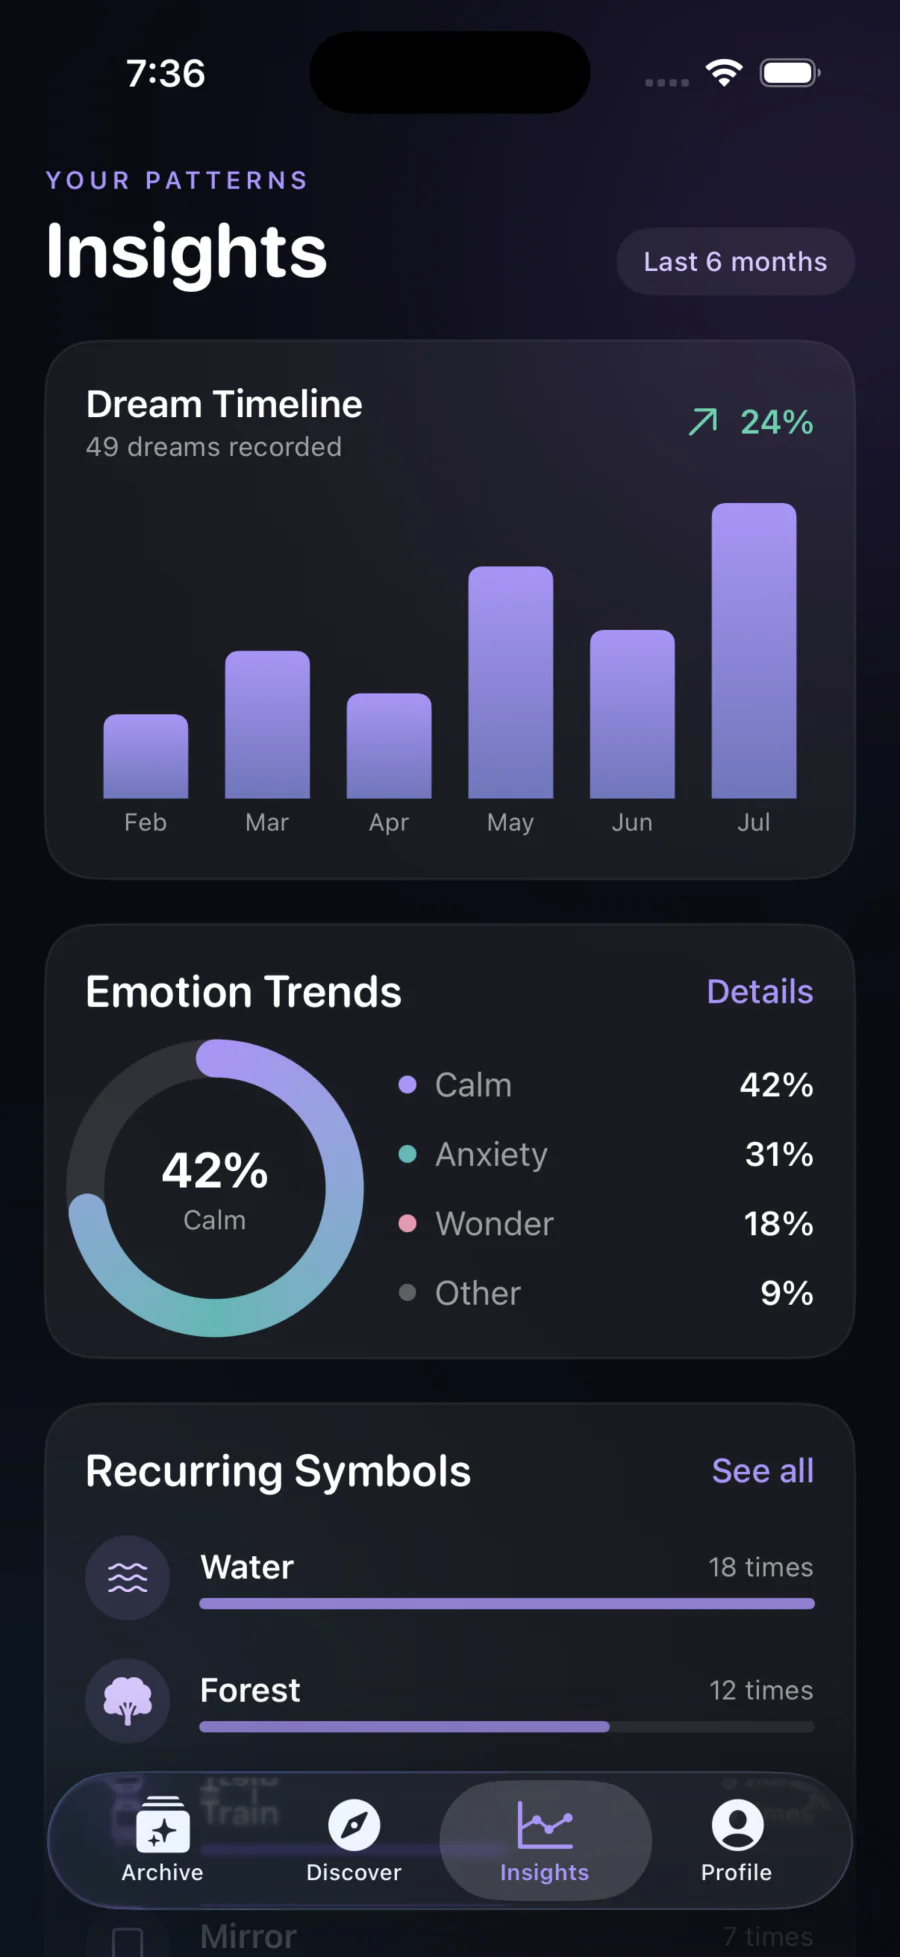 7:36
YOUR PATTERNS
Insights
Last 6 months
Dream Timeline
49 dreams recorded
24%
Feb
Mar
Apr
May
Jun
Jul
Emotion Trends
Details
42%
Calm
Calm
42%
Anxiety
31%
Wonder
18%
Other
9%
Recurring Symbols
See all
Water
18 times
Forest
12 times
Train
Archive
Discover
Insights
Profile
Mirror
7 times